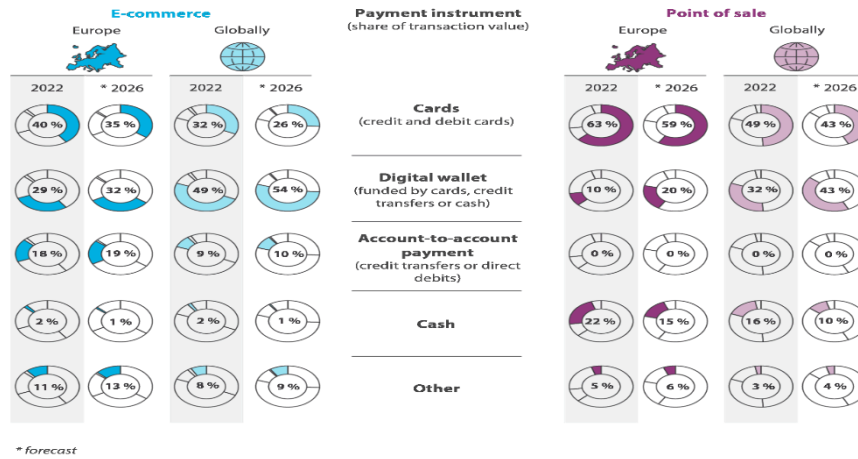 E-commerce Payment instrument Point of sale
(share of transaction value)
Europe Globally Europe Globally
2022 * 2026 2022 * 2026 2022 * 2026 2022 * 2026
40 % 35 % 32 % 26 % Cards 63 % 59 % 49 % 43 %
(credit and debit cards)
29 % 32 % 49 % 54 % Digital wallet 10 % 20 % 32 % 43 %
(funded by cards, credit
transfers or cash)
18 % 19 % 9 % 10 % Account-to-account 0 % 0 % 0 % 0 %
payment
(credit transfers or direct
debits)
2 % 1 % 2 % 1 % Cash 22 % 15 % 16 % 10 %
11 % 13 % 8 % 9 % Other 5 % 6 % 3 % 4 %
* forecast